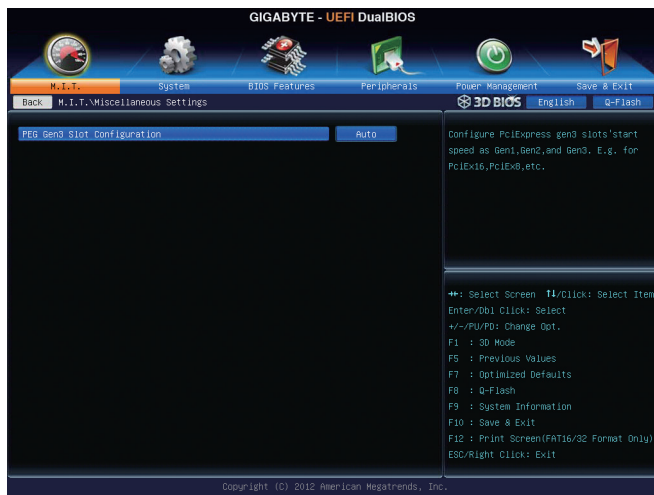 GIGABYTE - UEFI DualBIOS
M.I.T.
System
BIOS Features
Peripherals
Power Management
Save & Exit
Back
M.I.T.\Miscellaneous Settings
3D BIOS
English
Q-Flash
PEG Gen3 Slot Configuration
Auto
Configure PciExpress gen3 slots'start
speed as Gen1,Gen2,and Gen3. E.g. for
PciEx16,PciEx8,etc.
→←: Select Screen ↑↓/Click: Select Item
Enter/Dbl Click: Select
+/-/PU/PD: Change Opt.
F1 : 3D Mode
F5 : Previous Values
F7 : Optimized Defaults
F8 : Q-Flash
F9 : System Information
F10 : Save & Exit
F12 : Print Screen(FAT16/32 Format Only)
ESC/Right Click: Exit
Copyright (C) 2012 American Megatrends, Inc.